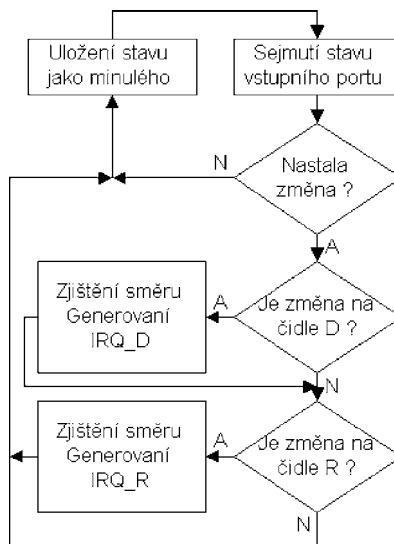 Uložení stavu
jako minulého
Sejmutí stavu
vstupního portu
N
Nastala
změna ?
A
Zjištění směru
Generovaní
IRQ_D
A
Je změna na
čidle D ?
N
Zjištění směru
Generovaní
IRQ_R
A
Je změna na
čidle R ?
N